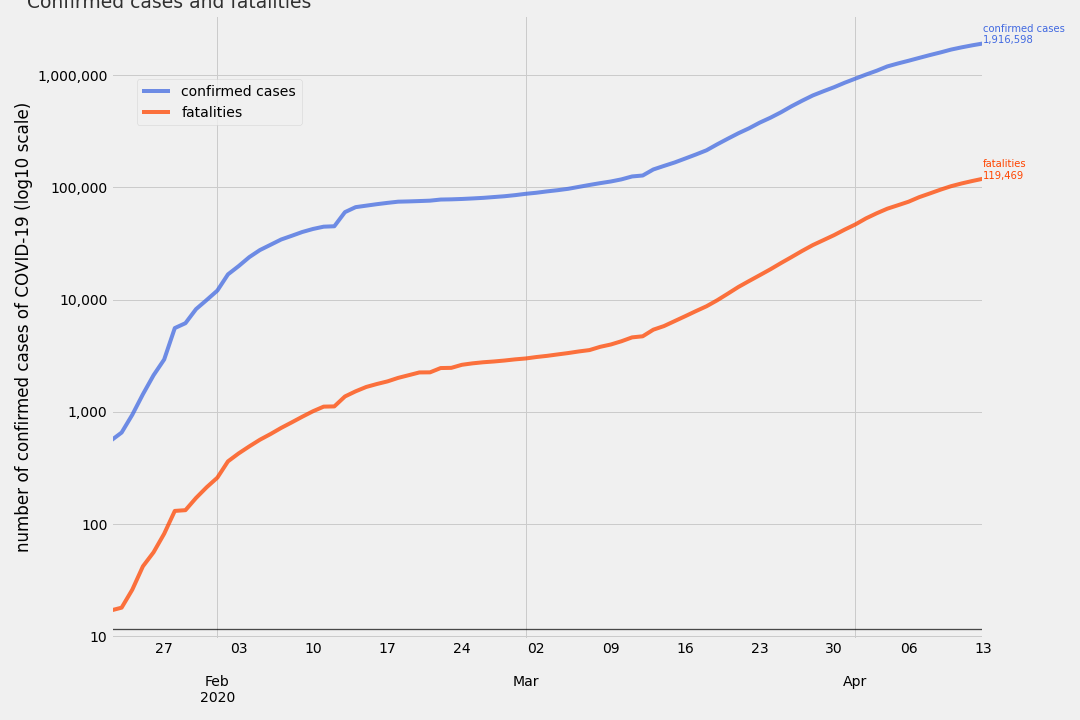 Confirmed cases and fatalities
confirmed cases
1,916,598
1,000,000
confirmed cases
fatalities
fatalities
119,469
100,000
10,000
1,000
100
10
number of confirmed cases of COVID-19 (log10 scale)
27 03 10 17 24 02 09 16 23 30 06 13
Feb Mar Apr
2020